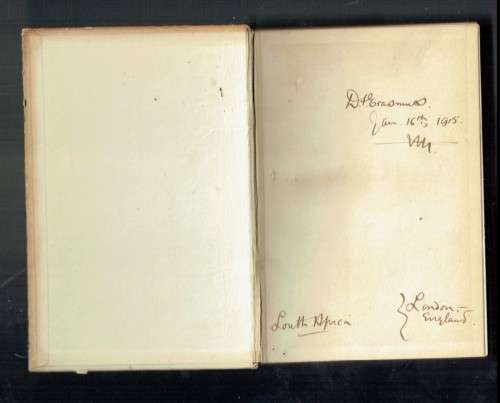 D. Erasmus.
Jan. 16th, 1915.
London.—
England.
South Africa